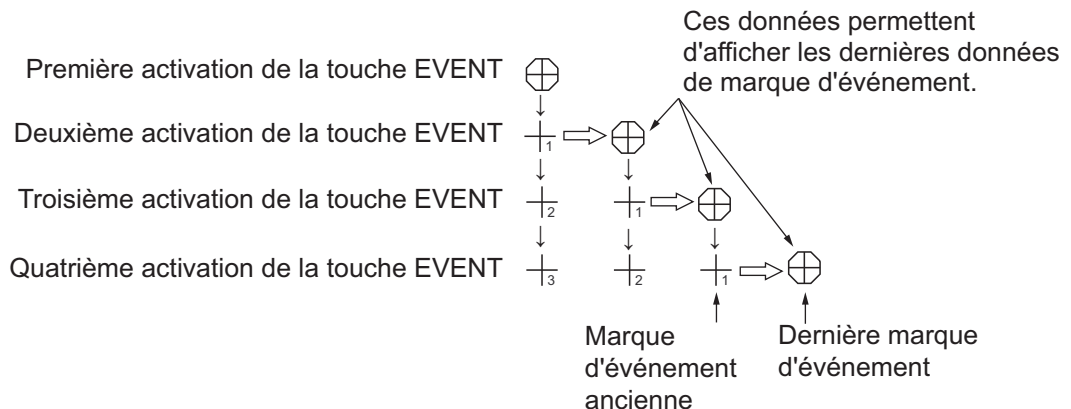 Ces données permettent
d'afficher les dernières données
de marque d'événement.
Première activation de la touche EVENT
Deuxième activation de la touche EVENT
1
Troisième activation de la touche EVENT
2
1
Quatrième activation de la touche EVENT
3
2
1
Marque
d'événement
ancienne
Dernière marque
d'événement